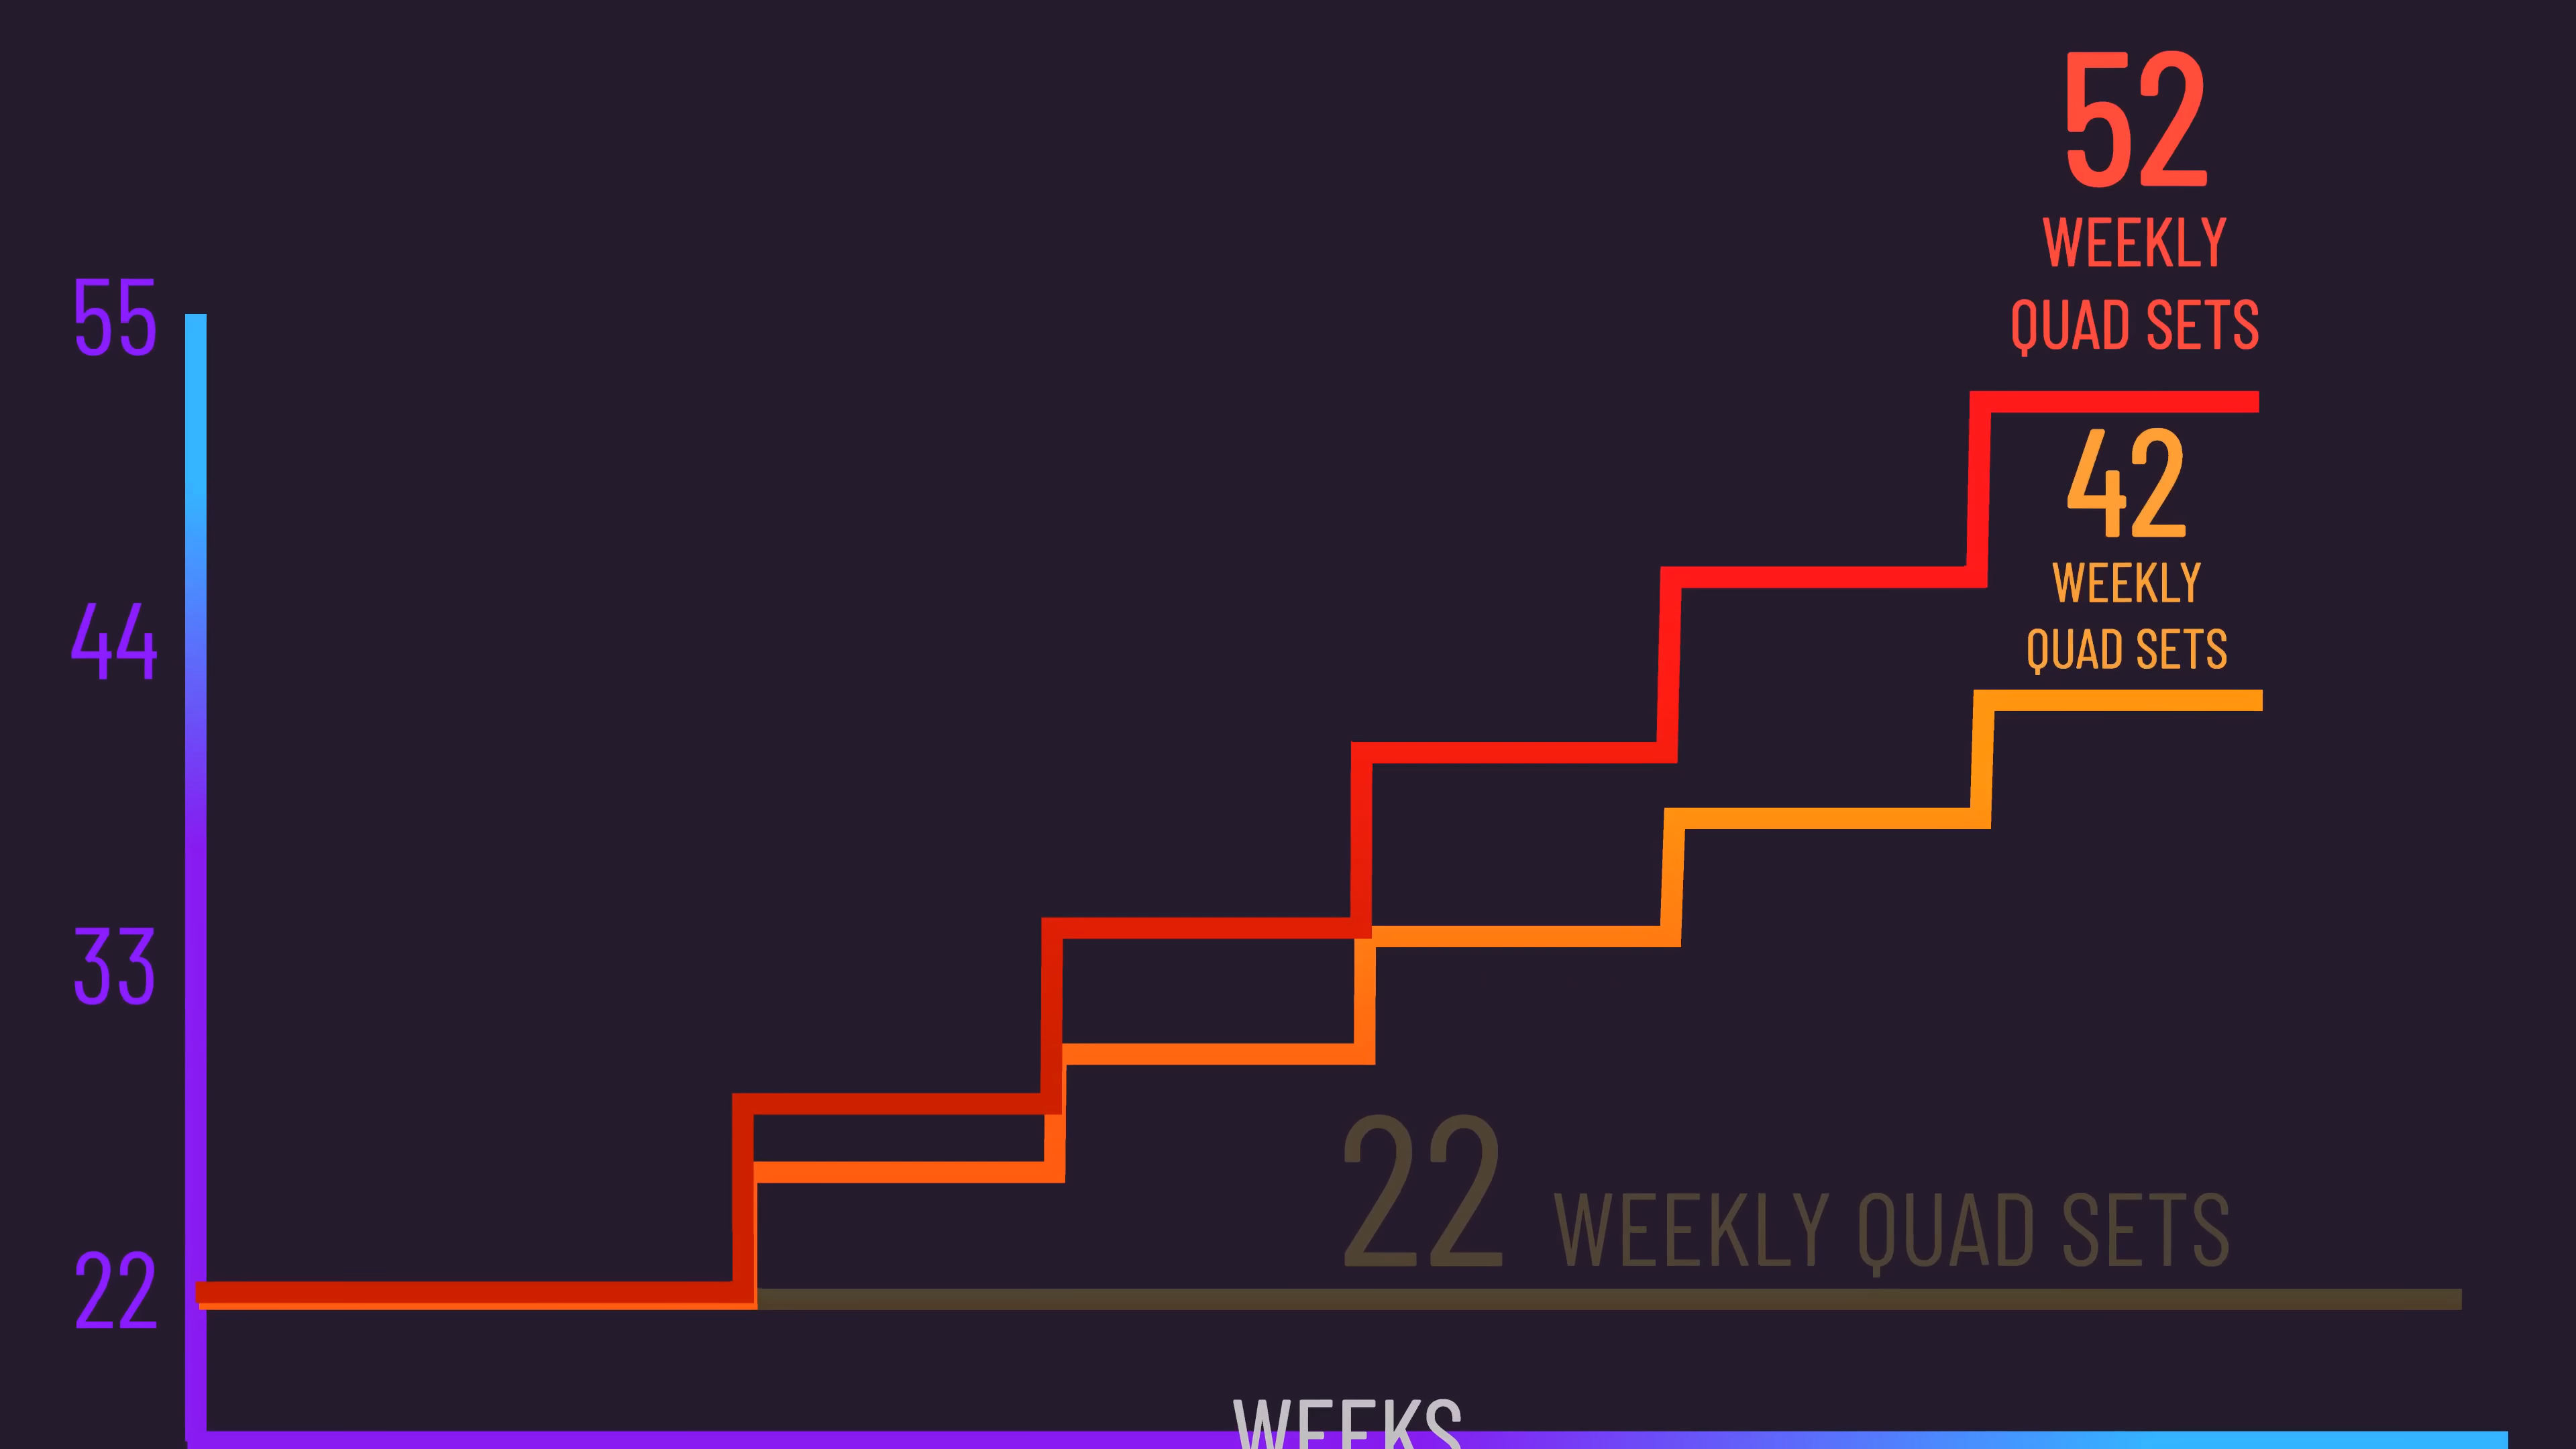 52
WEEKLY
QUAD SETS
55
42
WEEKLY
QUAD SETS
44
33
22 WEEKLY QUAD SETS
22
WEEKS